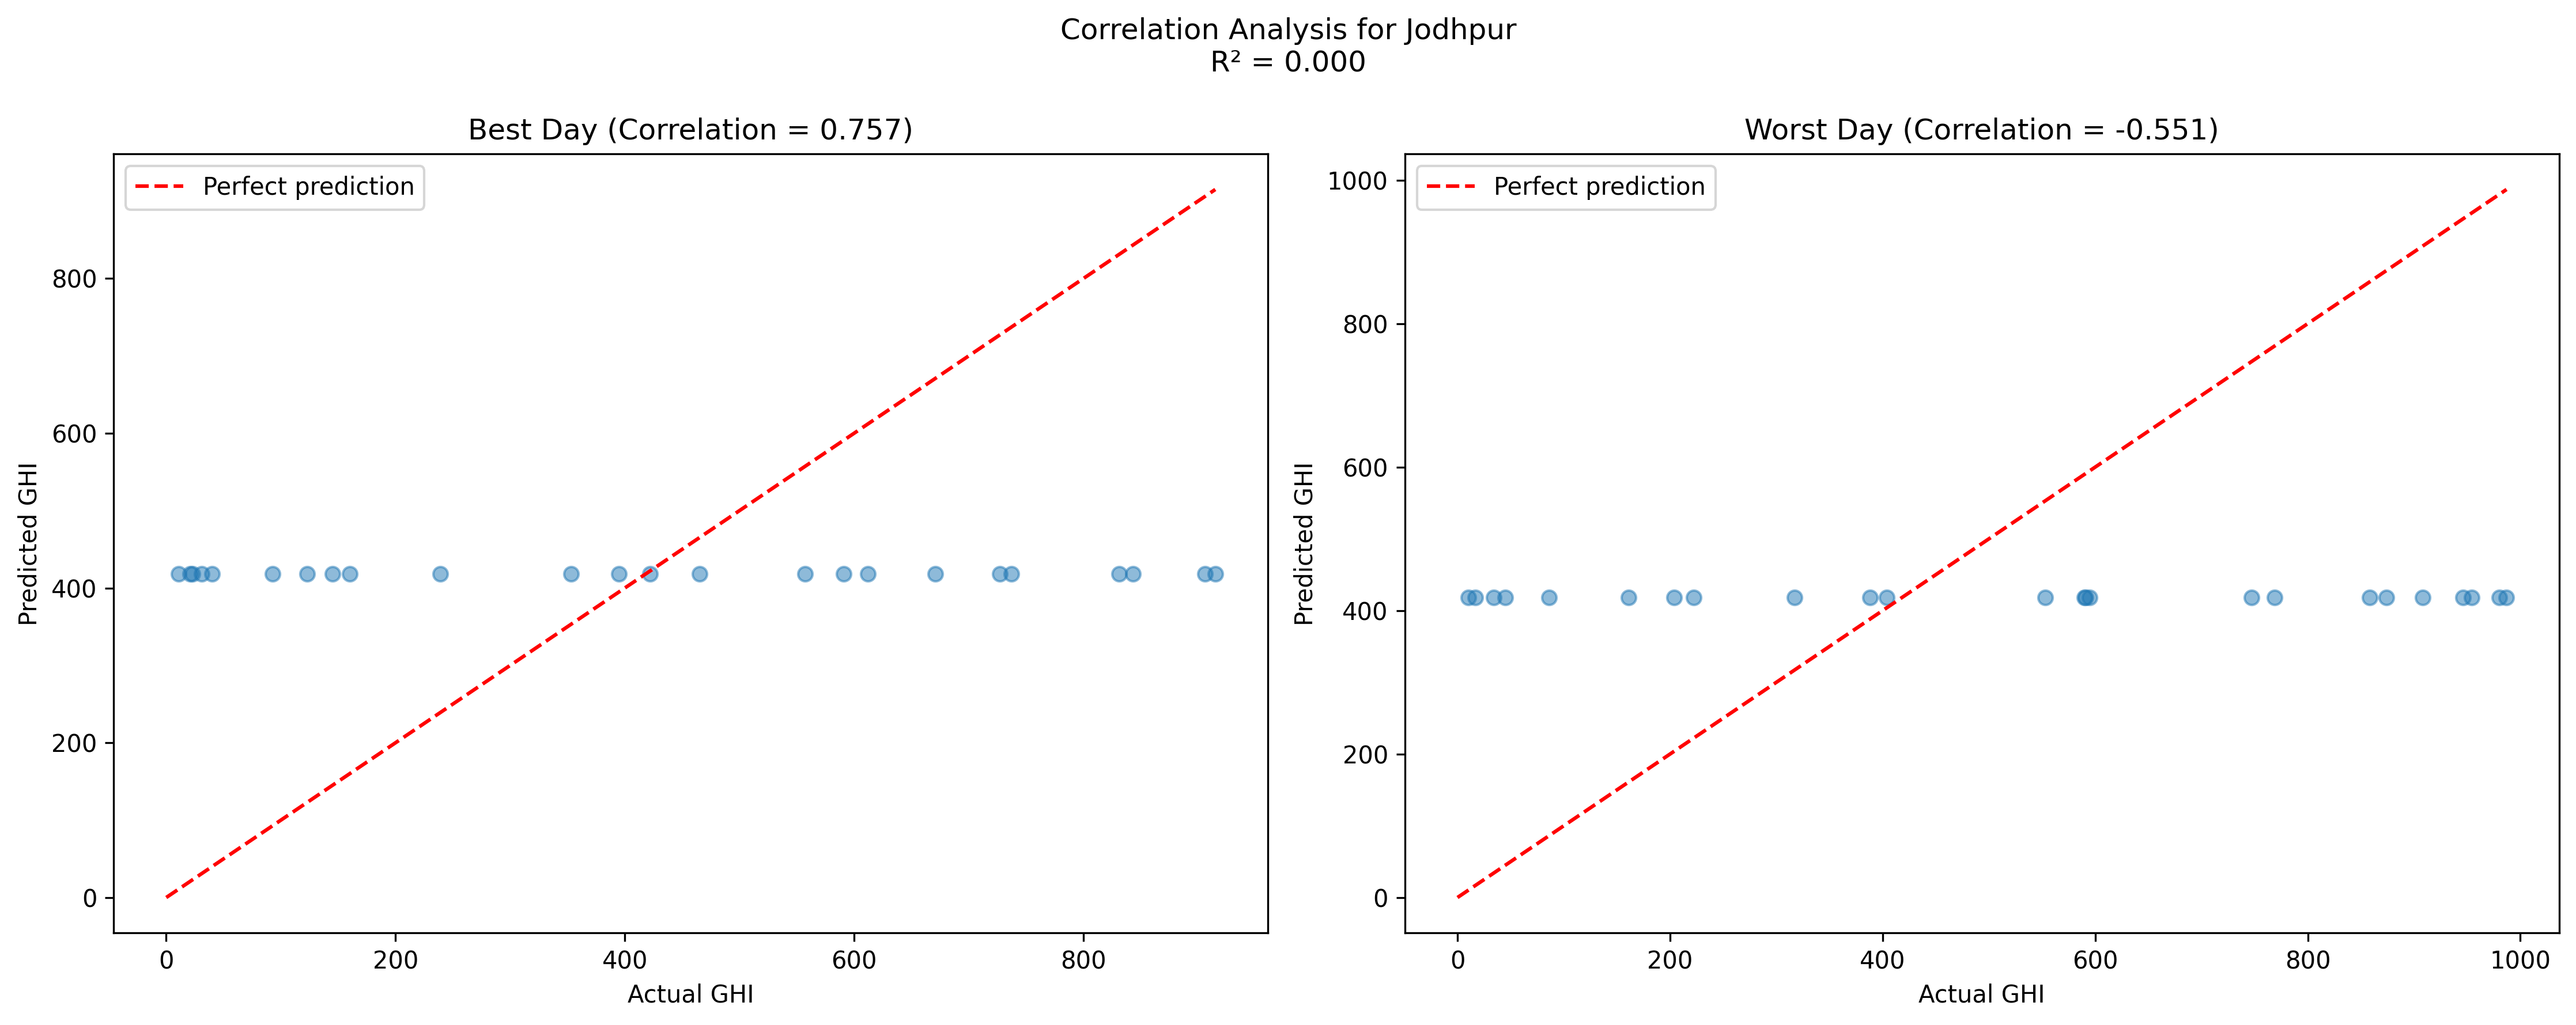 Correlation Analysis for Jodhpur
R² = 0.000
Best Day (Correlation = 0.757)
Perfect prediction
800
600
400
200
0
Predicted GHI
0 200 400 600 800
Actual GHI
Worst Day (Correlation = -0.551)
Perfect prediction
1000
800
600
400
200
0
Predicted GHI
0 200 400 600 800 1000
Actual GHI